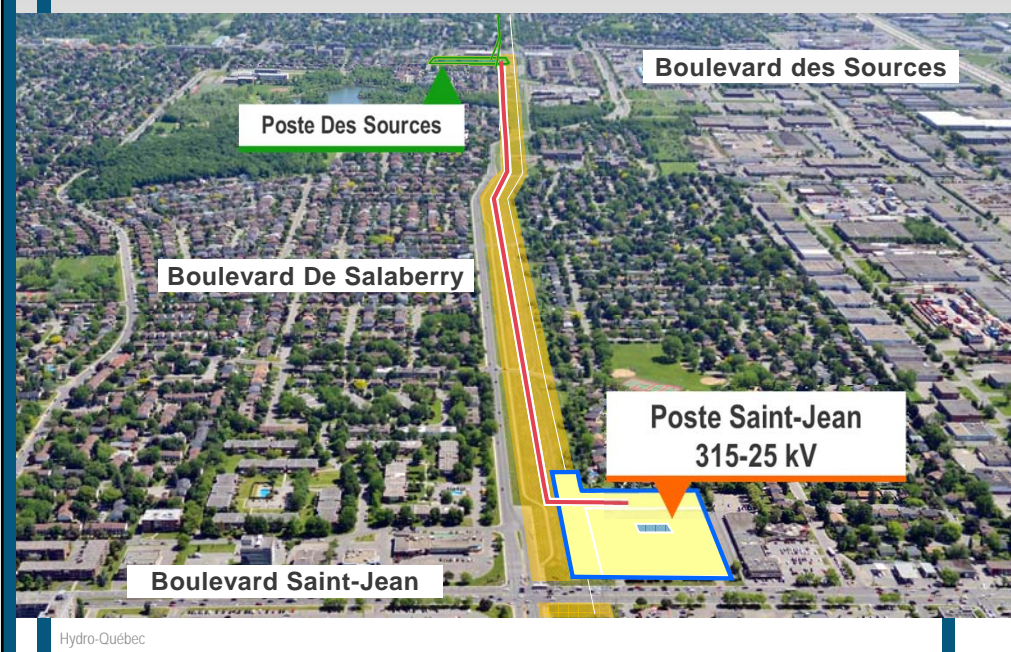 Boulevard des Sources
Poste Des Sources
Boulevard De Salaberry
Poste Saint-Jean
315-25 kV
Boulevard Saint-Jean
Hydro-Québec